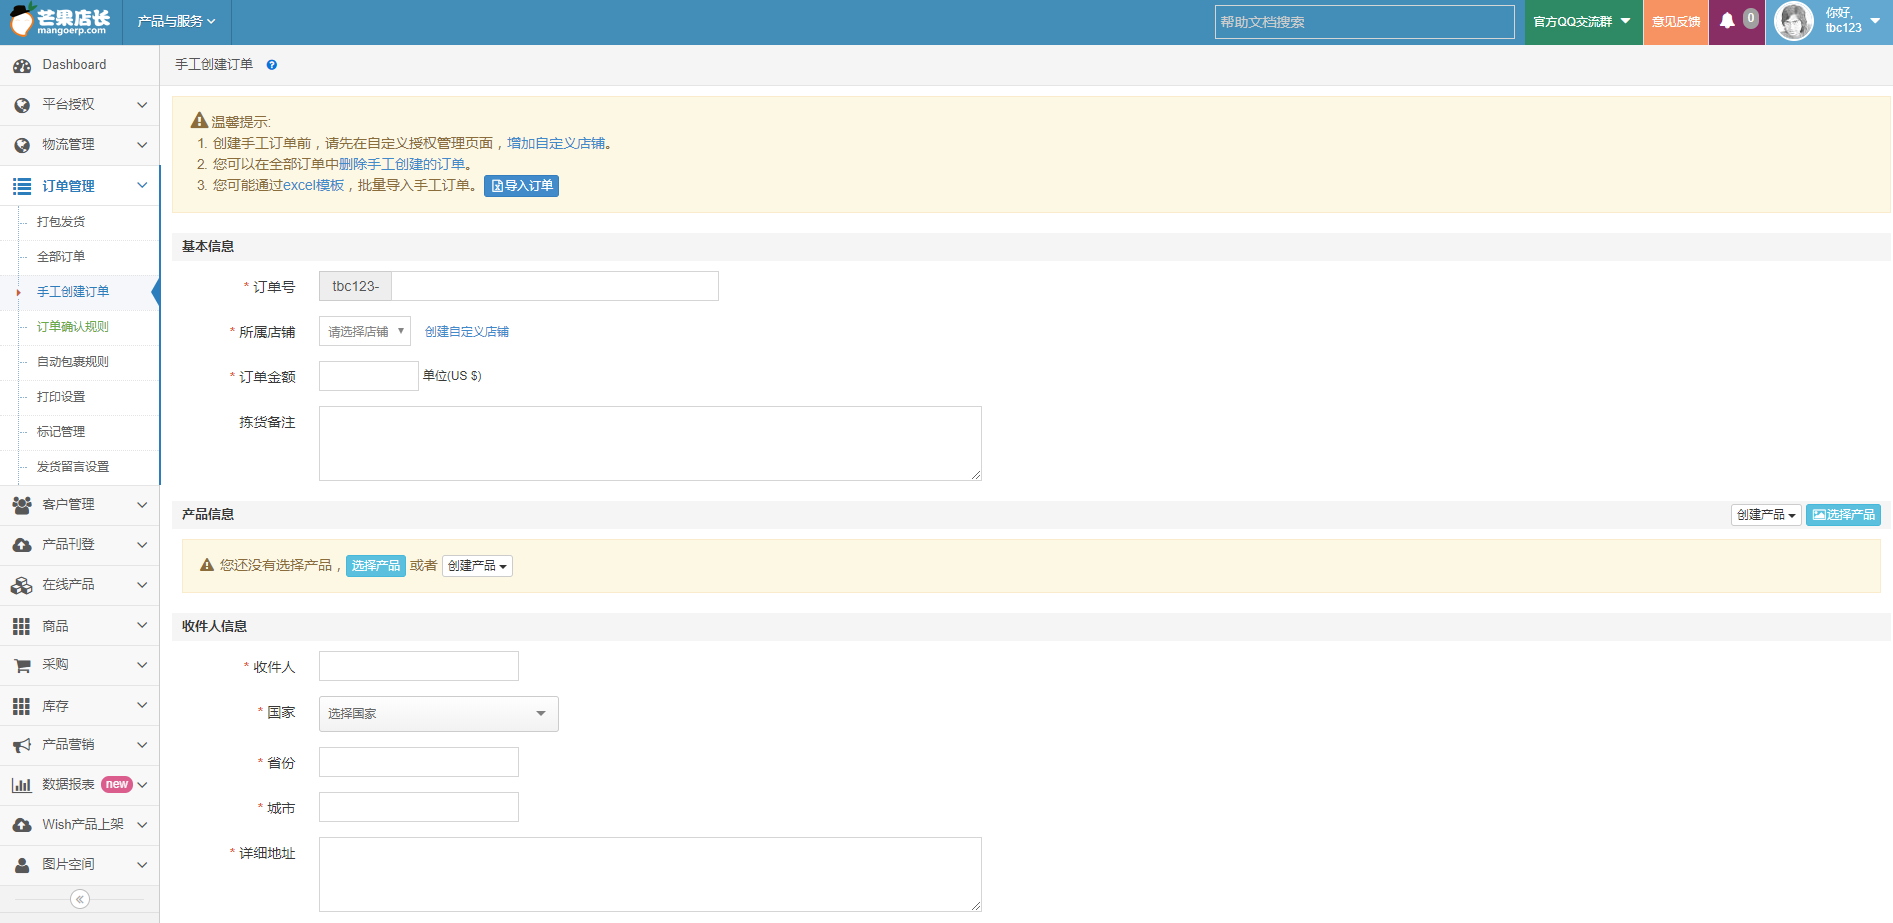 芒果店长
mangoerp.com
产品与服务
帮助文档搜索
官方QQ交流群
意见反馈
0
你好,
tbc123
Dashboard
平台授权
物流管理
订单管理
打包发货
全部订单
手工创建订单
订单确认规则
自动包裹规则
打印设置
标记管理
发货留言设置
客户管理
产品刊登
在线产品
商品
采购
库存
产品营销
数据报表 new
Wish产品上架
图片空间
手工创建订单
温馨提示:
1. 创建手工订单前，请先在自定义授权管理页面，增加自定义店铺。
2. 您可以在全部订单中删除手工创建的订单。
3. 您可能通过excel模板，批量导入手工订单。 导入订单
基本信息
* 订单号 tbc123-
* 所属店铺 请选择店铺 创建自定义店铺
* 订单金额 单位(US $)
拣货备注
产品信息 创建产品 选择产品
您还没有选择产品， 选择产品 或者 创建产品
收件人信息
* 收件人
* 国家 选择国家
* 省份
* 城市
* 详细地址